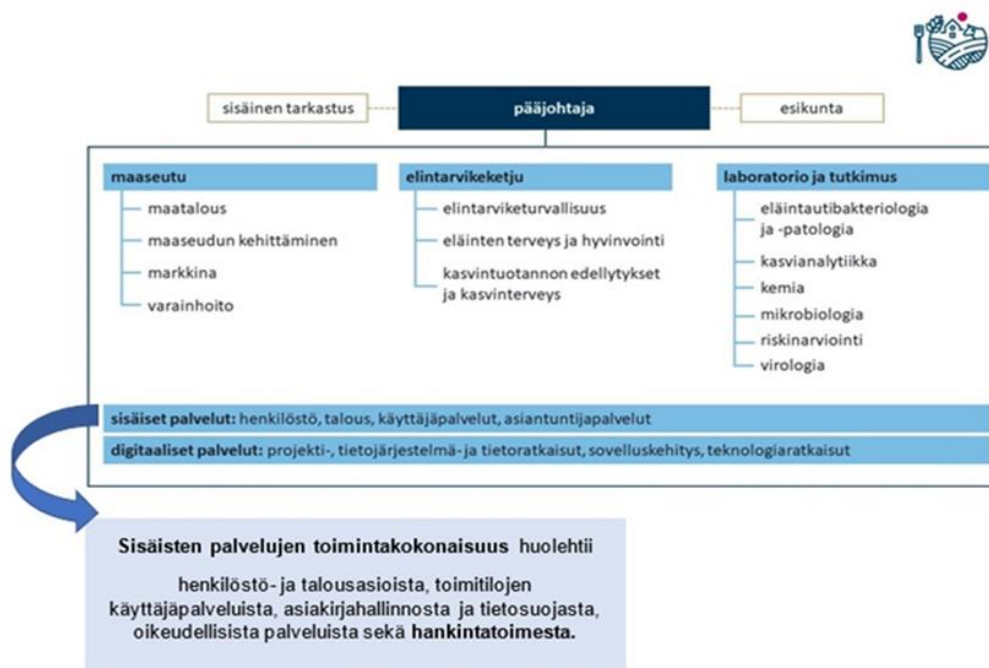 sisäinen tarkastus
pääjohtaja
esikunta
maaseutu
maatalous
maaseudun kehittäminen
markkina
varainhoito
elintarvikeketju
elintarviketurvallisuus
eläinten terveys ja hyvinvointi
kasvintuotannon edellytykset
ja kasvinterveys
laboratorio ja tutkimus
eläintautibakteriologia
ja -patologia
kasvianalytiikka
kemia
mikrobiologia
riskinarviointi
virologia
sisäiset palvelut: henkilöstö, talous, käyttäjäpalvelut, asiantuntijapalvelut
digitaaliset palvelut: projekti-, tietojärjestelmä- ja tietoratkaisut, sovelluskehitys, teknologiaratkaisut
Sisäisten palvelujen toimintakokonaisuus huolehtii
henkilöstö- ja talousasioista, toimitilojen
käyttäjäpalveluista, asiakirjahallinnosta ja tietosuojasta,
oikeudellisista palveluista sekä hankintatoimesta.